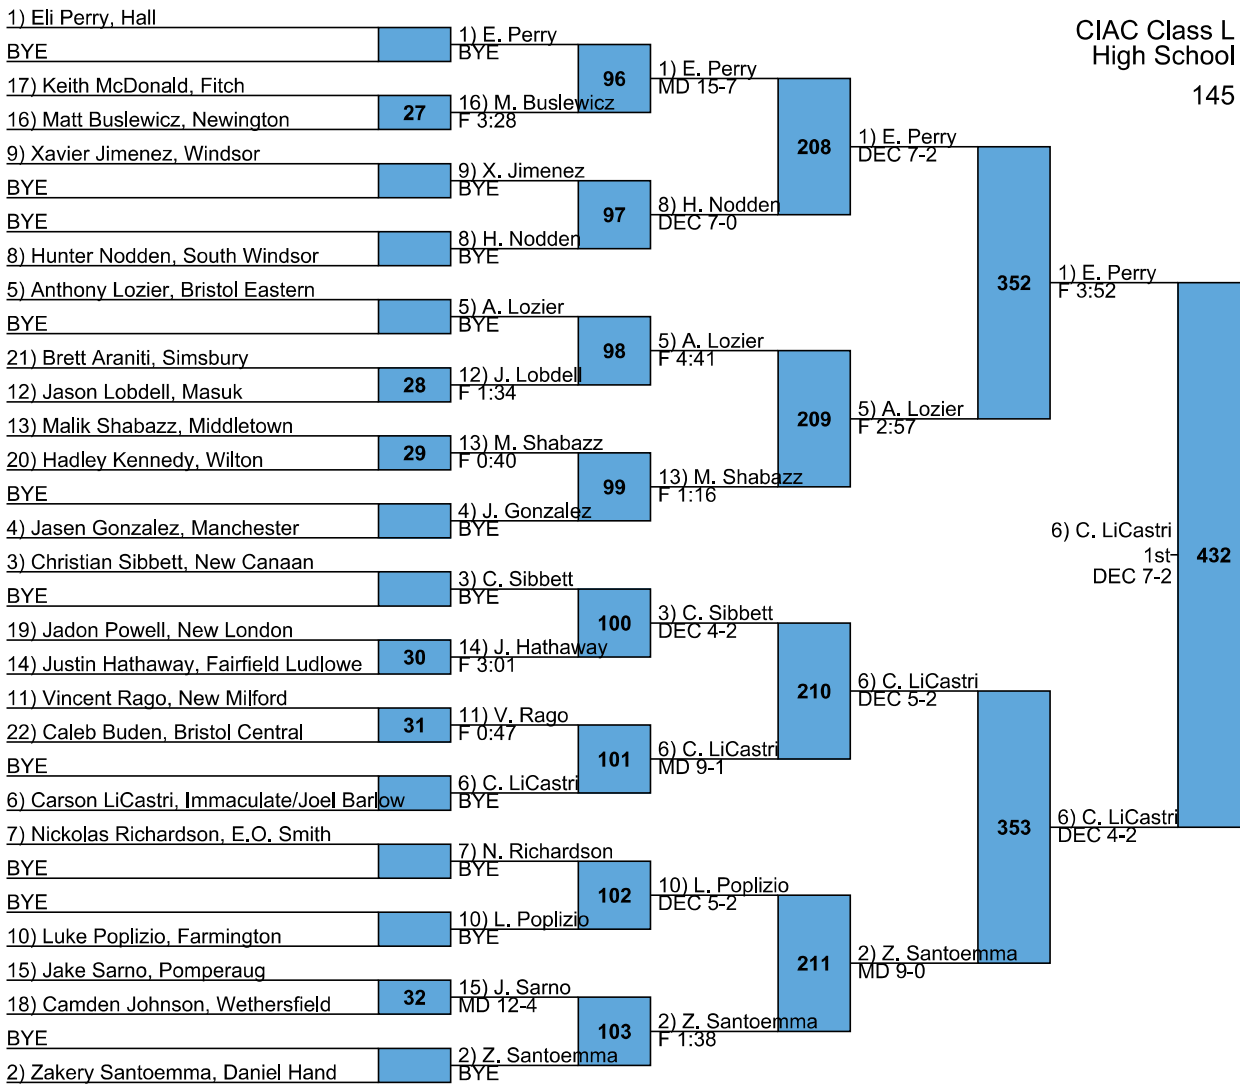 CIAC Class L
High School
145
1) Eli Perry, Hall
BYE
17) Keith McDonald, Fitch
16) Matt Buslewicz, Newington
9) Xavier Jimenez, Windsor
BYE
BYE
8) Hunter Nodden, South Windsor
5) Anthony Lozier, Bristol Eastern
BYE
21) Brett Araniti, Simsbury
12) Jason Lobdell, Masuk
13) Malik Shabazz, Middletown
20) Hadley Kennedy, Wilton
BYE
4) Jasen Gonzalez, Manchester
3) Christian Sibbett, New Canaan
BYE
19) Jadon Powell, New London
14) Justin Hathaway, Fairfield Ludlowe
11) Vincent Rago, New Milford
22) Caleb Buden, Bristol Central
BYE
6) Carson LiCastri, Immaculate/Joel Barlow
7) Nickolas Richardson, E.O. Smith
BYE
BYE
10) Luke Poplizio, Farmington
15) Jake Sarno, Pomperaug
18) Camden Johnson, Wethersfield
BYE
2) Zakery Santoemma, Daniel Hand
27
28
29
30
31
32
1) E. Perry
BYE
16) M. Buslewicz
F 3:28
9) X. Jimenez
BYE
8) H. Nodden
BYE
5) A. Lozier
BYE
12) J. Lobdell
F 1:34
13) M. Shabazz
F 0:40
4) J. Gonzalez
BYE
3) C. Sibbett
BYE
14) J. Hathaway
F 3:01
11) V. Rago
F 0:47
6) C. LiCastri
BYE
7) N. Richardson
BYE
10) L. Poplizio
BYE
15) J. Sarno
MD 12-4
2) Z. Santoemma
BYE
96
97
98
99
100
101
102
103
1) E. Perry
MD 15-7
8) H. Nodden
DEC 7-0
5) A. Lozier
F 4:41
13) M. Shabazz
F 1:16
3) C. Sibbett
DEC 4-2
6) C. LiCastri
MD 9-1
10) L. Poplizio
DEC 5-2
2) Z. Santoemma
F 1:38
208
209
210
211
1) E. Perry
DEC 7-2
5) A. Lozier
F 2:57
6) C. LiCastri
DEC 5-2
2) Z. Santoemma
MD 9-0
352
353
1) E. Perry
F 3:52
6) C. LiCastri
DEC 4-2
432
6) C. LiCastri
1st
DEC 7-2